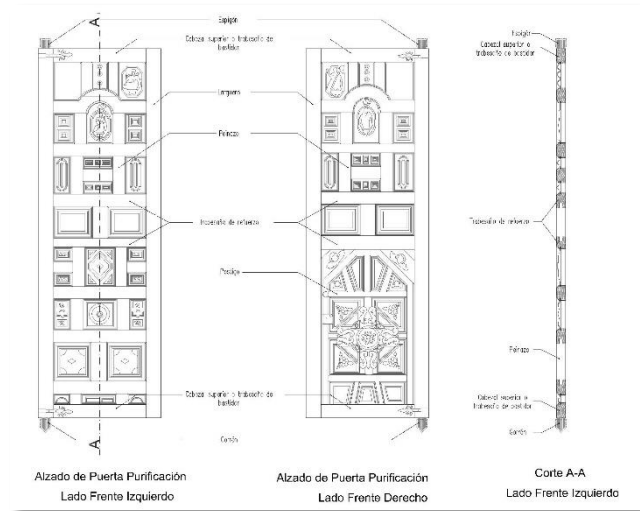 A
Espigón
Cabezal superior o travesaño de
bastidor
Larguero
Peinazo
travesaño de refuerzo
Postigo
Cabezal superior o travesaño de
bastidor
Gorrón
A
Espigón
Cabezal superior o
travesaño de bastidor
Travesaño de refuerzo
Peinazo
Cabezal superior o
travesaño de bastidor
Gorrón
Alzado de Puerta Purificación
Lado Frente Izquierdo
Alzado de Puerta Purificación
Lado Frente Derecho
Corte A-A
Lado Frente Izquierdo